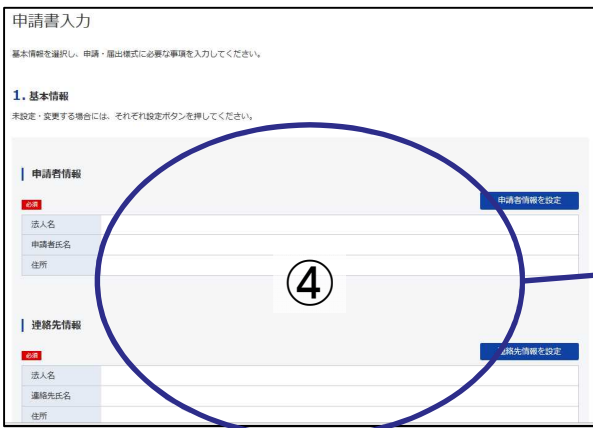 申請書入力
基本情報を選択し、申請・届出様式に必要な事項を入力してください。
1. 基本情報
未設定・変更する場合には、それぞれ設定ボタンを押してください。
申請者情報
必須
申請者情報を設定
法人名
申請者氏名
住所
④
連絡先情報
必須
連絡先情報を設定
法人名
連絡先氏名
住所